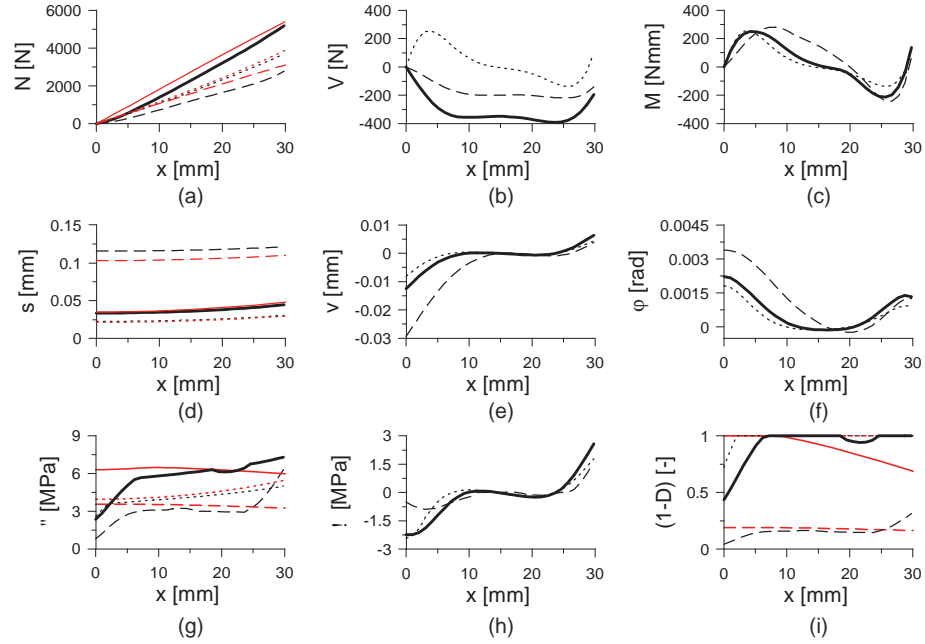 6000
4000
2000
0
N [N]
0 10 20 30
x [mm]
(a)
400
200
0
-200
-400
V [N]
0 10 20 30
x [mm]
(b)
400
200
0
-200
-400
M [Nmm]
0 10 20 30
x [mm]
(c)
0.15
0.1
0.05
0
s [mm]
0 10 20 30
x [mm]
(d)
0.01
0
-0.01
-0.02
-0.03
v [mm]
0 10 20 30
x [mm]
(e)
0.0045
0.003
0.0015
0
φ [rad]
0 10 20 30
x [mm]
(f)
9
6
3
0
" [MPa]
0 10 20 30
x [mm]
(g)
3
1.5
0
-1.5
-3
! [MPa]
0 10 20 30
x [mm]
(h)
1
0.5
0
(1-D) [-]
0 10 20 30
x [mm]
(i)